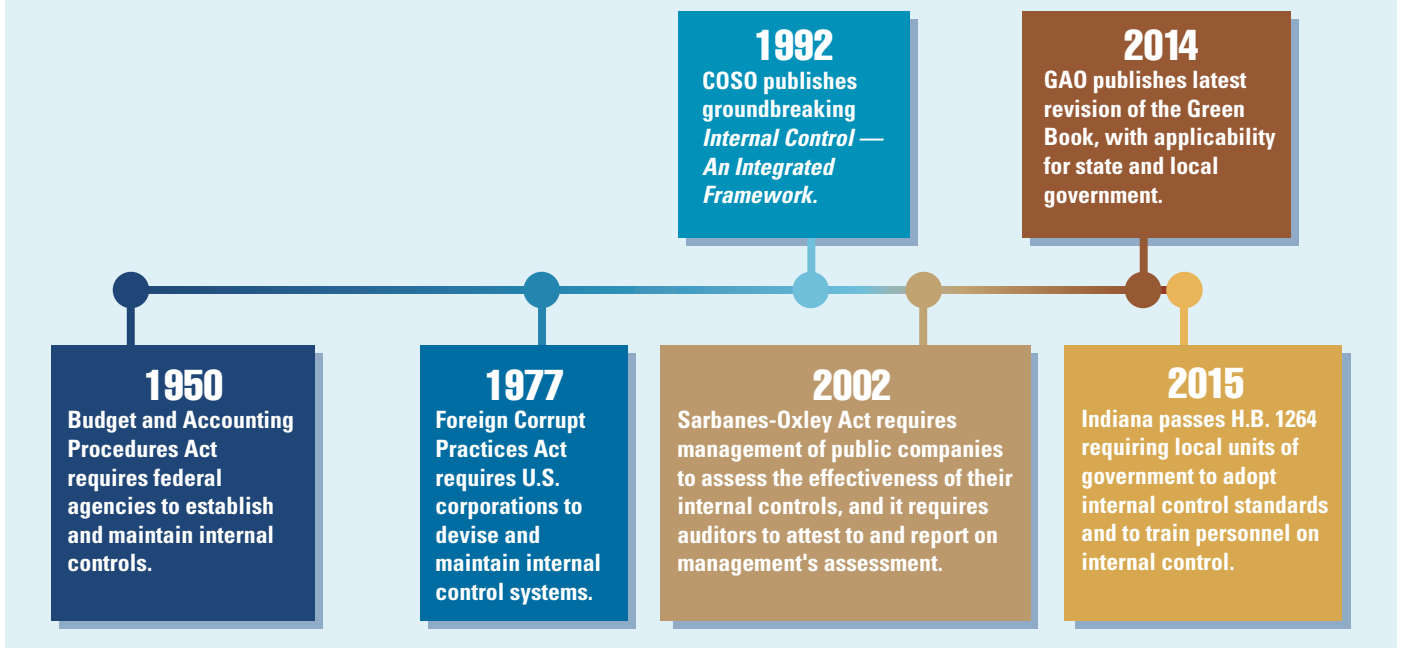 1950
Budget and Accounting
Procedures Act
requires federal
agencies to establish
and maintain internal
controls.
1977
Foreign Corrupt
Practices Act
requires U.S.
corporations to
devise and
maintain internal
control systems.
1992
COSO publishes
groundbreaking
Internal Control —
An Integrated
Framework.
2002
Sarbanes-Oxley Act requires
management of public companies
to assess the effectiveness of their
internal controls, and it requires
auditors to attest to and report on
management's assessment.
2014
GAO publishes latest
revision of the Green
Book, with applicability
for state and local
government.
2015
Indiana passes H.B. 1264
requiring local units of
government to adopt
internal control standards
and to train personnel on
internal control.